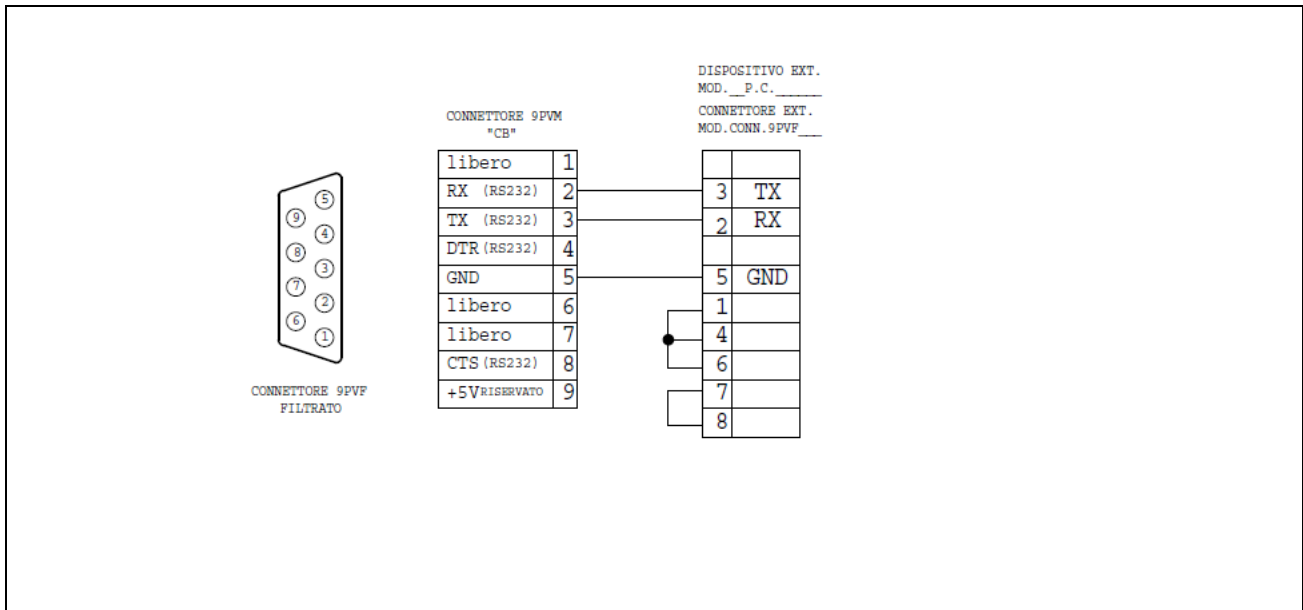 DISPOSITIVO EXT.
MOD.__P.C.______
CONNETTORE EXT.
MOD.CONN.9PVF___
CONNETTORE 9PVM
"CB"
libero 1
RX (RS232) 2
TX (RS232) 3
DTR (RS232) 4
GND 5
libero 6
libero 7
CTS (RS232) 8
+5V RISERVATO 9
3 TX
2 RX
5 GND
1
4
6
7
8
5
9
4
8
3
7
2
6
1
CONNETTORE 9PVF
FILTRATO